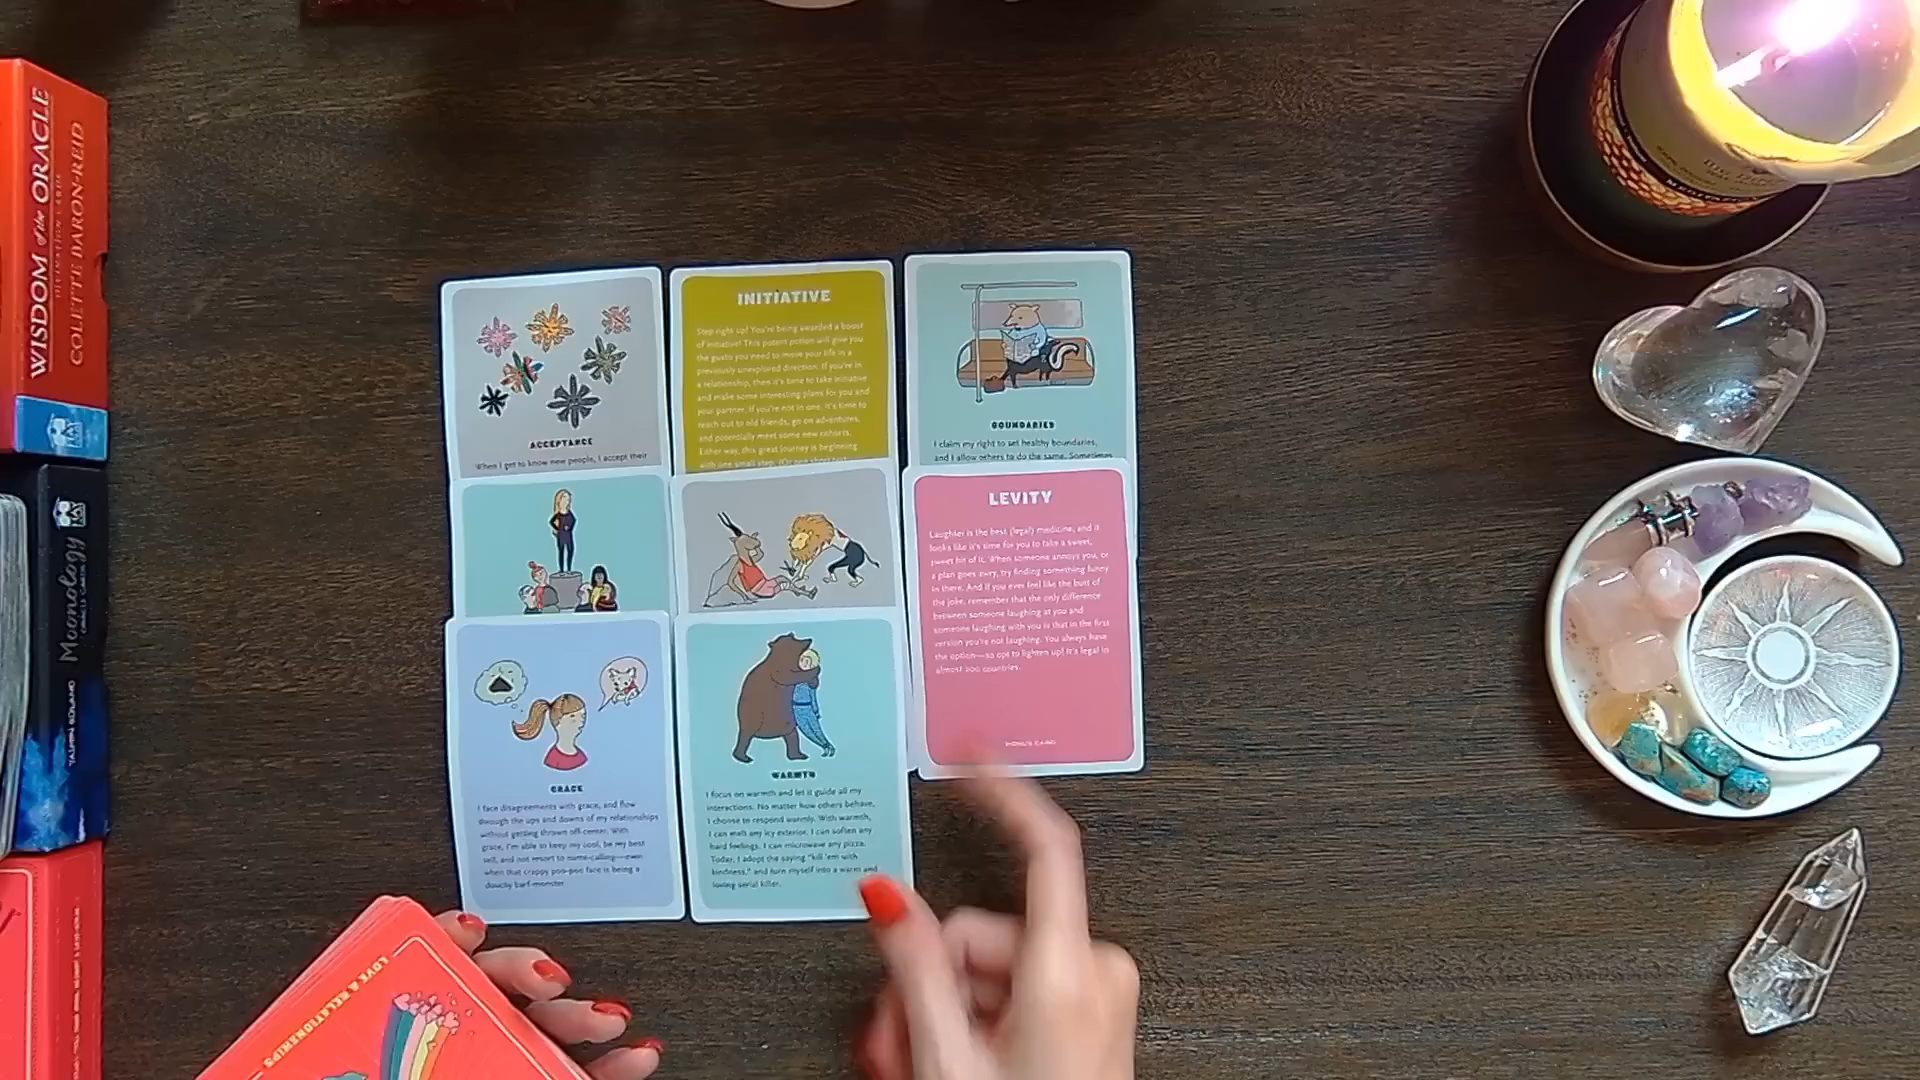 WISDOM of the ORACLE
DIVINATION CARDS
COLETTE BARON-REID
Moonology
ORACLE CARDS
YASMIN BOLAND
ACCEPTANCE
When I get to know new people, I accept their
INITIATIVE
Step right up! You're being awarded a boost
of initiative! This potent potion will give you
the gusto you need to move your life in a
previously unexplored direction. If you're in
a relationship, then it's time to take initiative
and make some interesting plans for you and
your partner. If you're not in one, it's time to
reach out to old friends, go on adventures,
and potentially meet some new cohorts.
Either way, this great journey is beginning
with one small step.
BOUNDARIES
I claim my right to set healthy boundaries,
and I allow others to do the same. Sometimes
LEVITY
Laughter is the best (legal) medicine, and it
looks like it's time for you to take a sweet,
sweet hit of it. When someone annoys you, or
a plan goes awry, try finding something funny
in there. And if you ever feel like the butt of
the joke, remember that the only difference
between someone laughing at you and
someone laughing with you is that in the first
version you're not laughing. You always have
the option—so opt to lighten up! It's legal in
almost 200 countries.
BONUS CARD
GRACE
I face disagreements with grace, and flow
through the ups and downs of my relationships
without getting thrown off-center. With
grace, I'm able to keep my cool, be my best
self, and not resort to name-calling—even
when that crappy poo-poo face is being a
douchy barf-monster.
WARMTH
I focus on warmth and let it guide all my
interactions. No matter how others behave,
I choose to respond warmly. With warmth,
I can melt any icy exterior. I can soften any
hard feelings. I can microwave any pizza.
Today, I adopt the saying "kill 'em with
kindness," and turn myself into a warm and
loving serial killer.
LOVE & RELATIONSHIPS